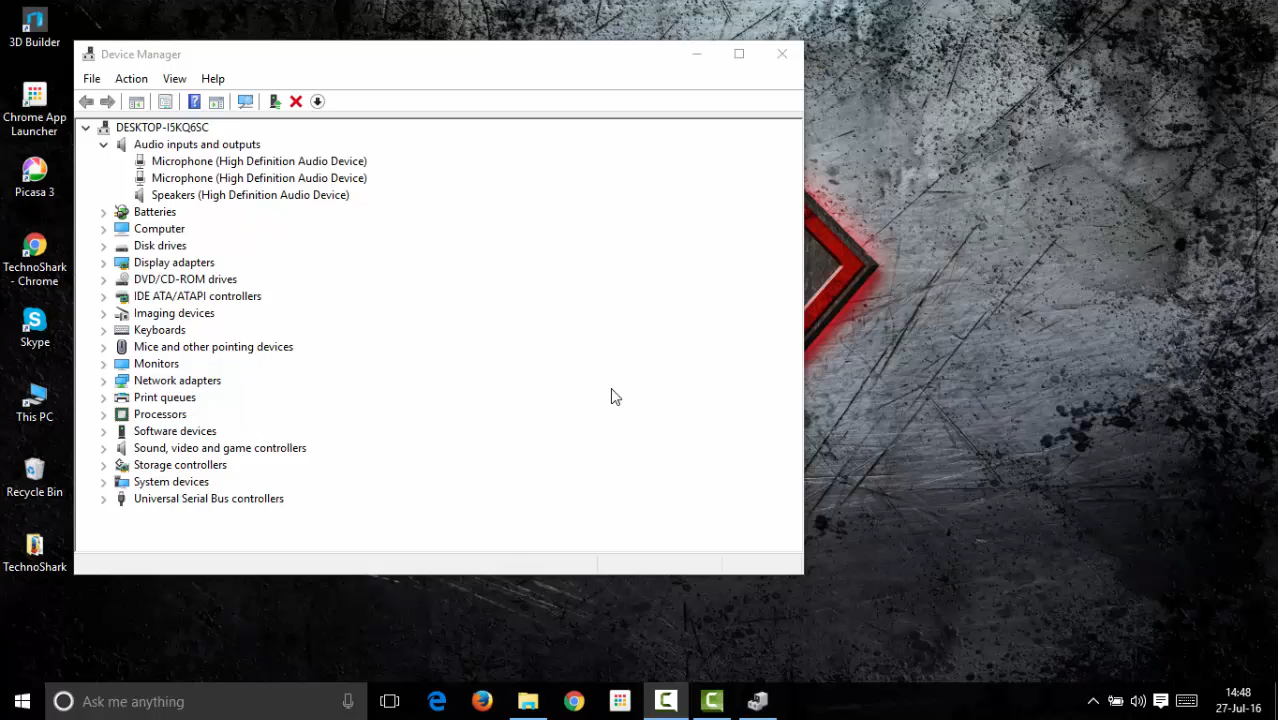 3D Builder
Chrome App
Launcher
Picasa 3
TechnoShark
- Chrome
Skype
This PC
Recycle Bin
TechnoShark
Device Manager
File Action View Help
DESKTOP-I5KQ6SC
Audio inputs and outputs
Microphone (High Definition Audio Device)
Microphone (High Definition Audio Device)
Speakers (High Definition Audio Device)
Batteries
Computer
Disk drives
Display adapters
DVD/CD-ROM drives
IDE ATA/ATAPI controllers
Imaging devices
Keyboards
Mice and other pointing devices
Monitors
Network adapters
Print queues
Processors
Software devices
Sound, video and game controllers
Storage controllers
System devices
Universal Serial Bus controllers
Ask me anything
14:48
27-Jul-16